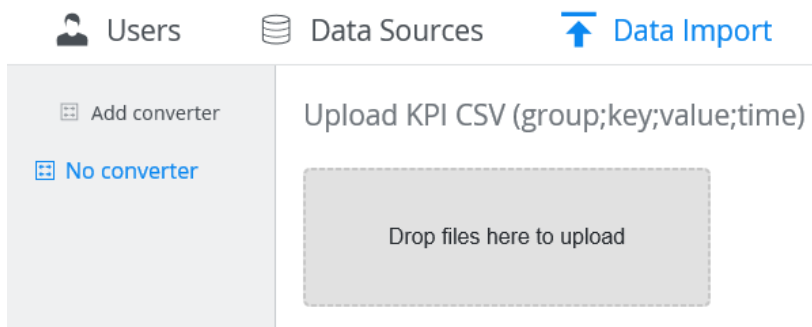 Users Data Sources Data Import
Add converter
Upload KPI CSV (group;key;value;time)
No converter
Drop files here to upload